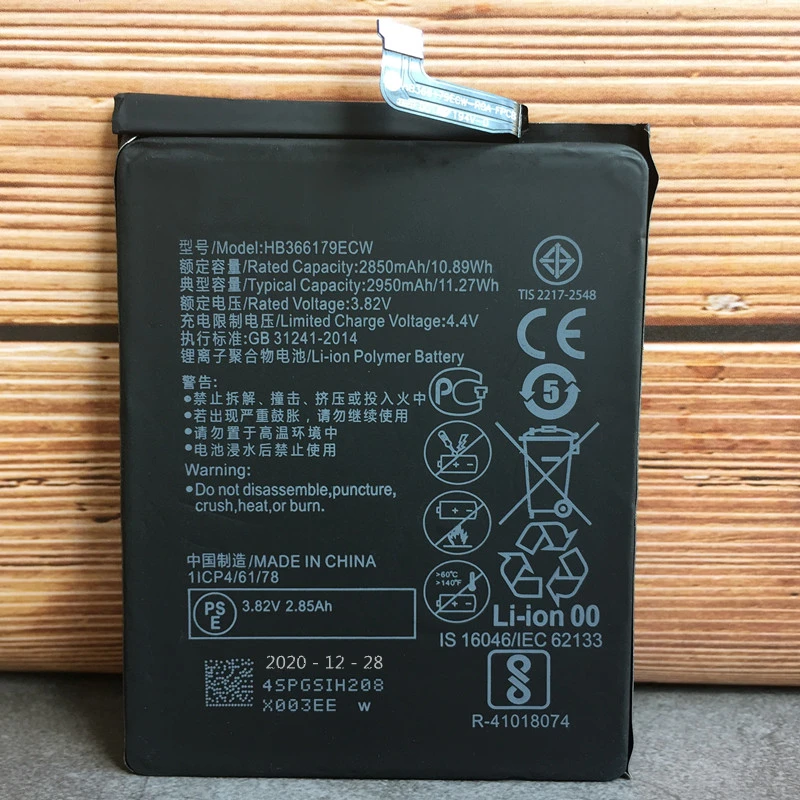 HB366179ECW
型号/Model:HB366179ECW
额定容量/Rated Capacity:2850mAh/10.89Wh
典型容量/Typical Capacity:2950mAh/11.27Wh
额定电压/Rated Voltage:3.82V
充电限制电压/Limited Charge Voltage:4.4V
执行标准:GB 31241-2014
锂离子聚合物电池/Li-ion Polymer Battery
TIS 2217-2548
CE
警告:
•禁止拆解、撞击、挤压或投入火中
•若出现严重鼓胀，请勿继续使用
•请勿置于高温环境中
•电池浸水后禁止使用
Warning:
•Do not disassemble,puncture,
crush,heat,or burn.
PG
5
>60°C
>140°F
中国制造/MADE IN CHINA
1ICP4/61/78
PS
E
3.82V 2.85Ah
Li-ion 00
IS 16046/IEC 62133
R-41018074
2020-12-28
4SPGSIH208
X003EE w